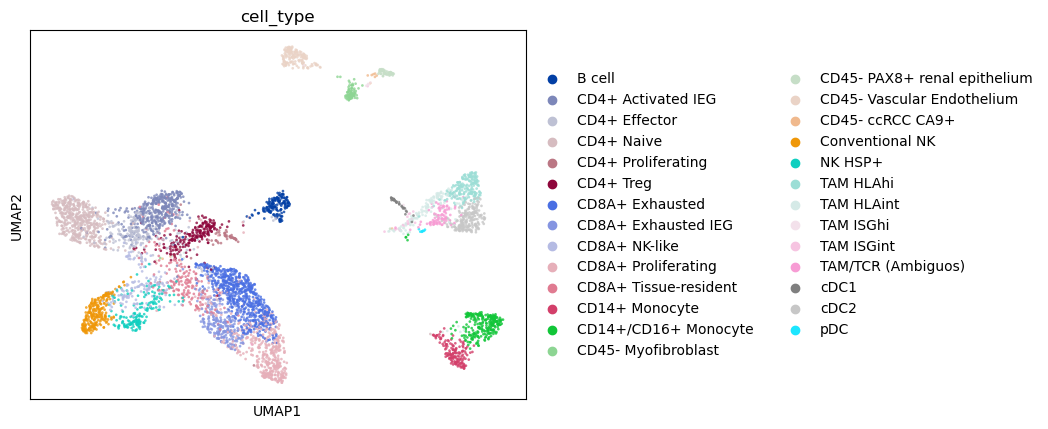 cell_type
UMAP2
UMAP1
B cell
CD4+ Activated IEG
CD4+ Effector
CD4+ Naive
CD4+ Proliferating
CD4+ Treg
CD8A+ Exhausted
CD8A+ Exhausted IEG
CD8A+ NK-like
CD8A+ Proliferating
CD8A+ Tissue-resident
CD14+ Monocyte
CD14+/CD16+ Monocyte
CD45- Myofibroblast
CD45- PAX8+ renal epithelium
CD45- Vascular Endothelium
CD45- ccRCC CA9+
Conventional NK
NK HSP+
TAM HLAhi
TAM HLAint
TAM ISGhi
TAM ISGint
TAM/TCR (Ambiguos)
cDC1
cDC2
pDC